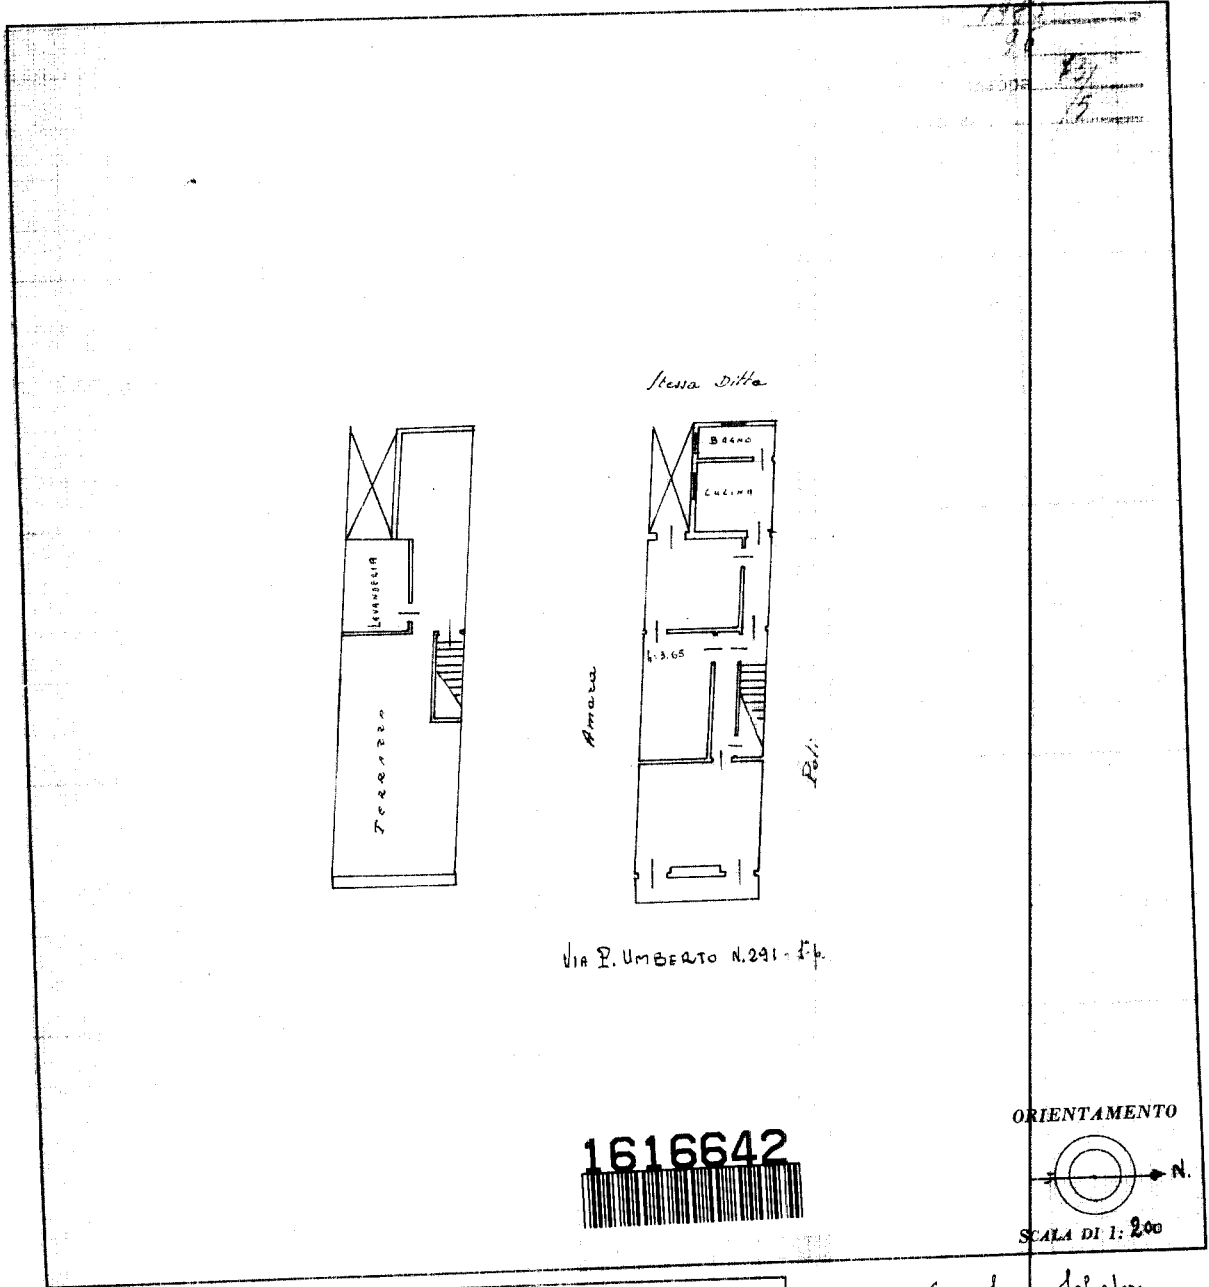 Stessa Ditta
BAGNO
CUCINA
LAVANDERIA
h=3.65
Amara
Poli
TERRAZZO
VIA P. UMBERTO N.291 - 1° p.
1616642
ORIENTAMENTO
N.
SCALA DI 1: 200